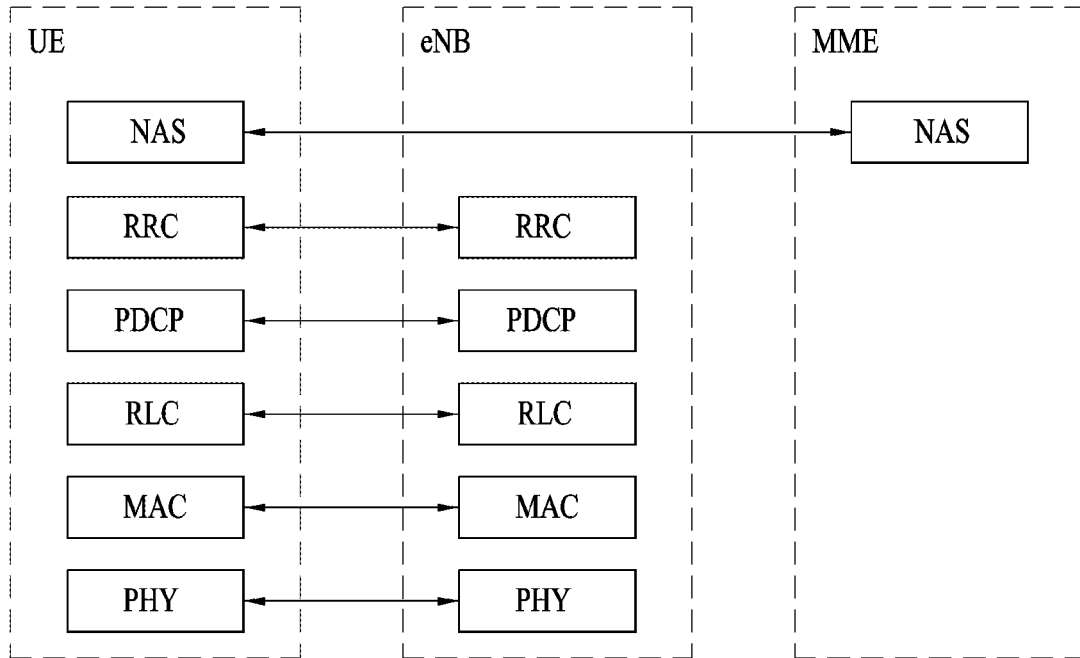 UE eNB MME
NAS NAS
RRC RRC
PDCP PDCP
RLC RLC
MAC MAC
PHY PHY